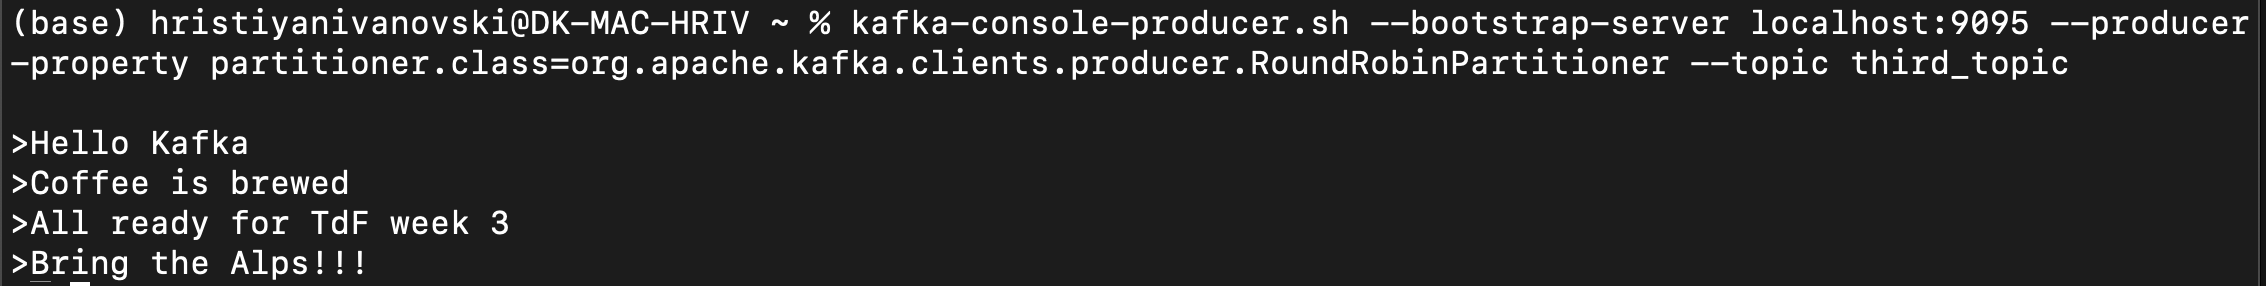 (base) hristiyanivanovski@DK-MAC-HRIV ~ % kafka-console-producer.sh --bootstrap-server localhost:9095 --producer
-property partitioner.class=org.apache.kafka.clients.producer.RoundRobinPartitioner --topic third_topic
>Hello Kafka
>Coffee is brewed
>All ready for TdF week 3
>Bring the Alps!!!